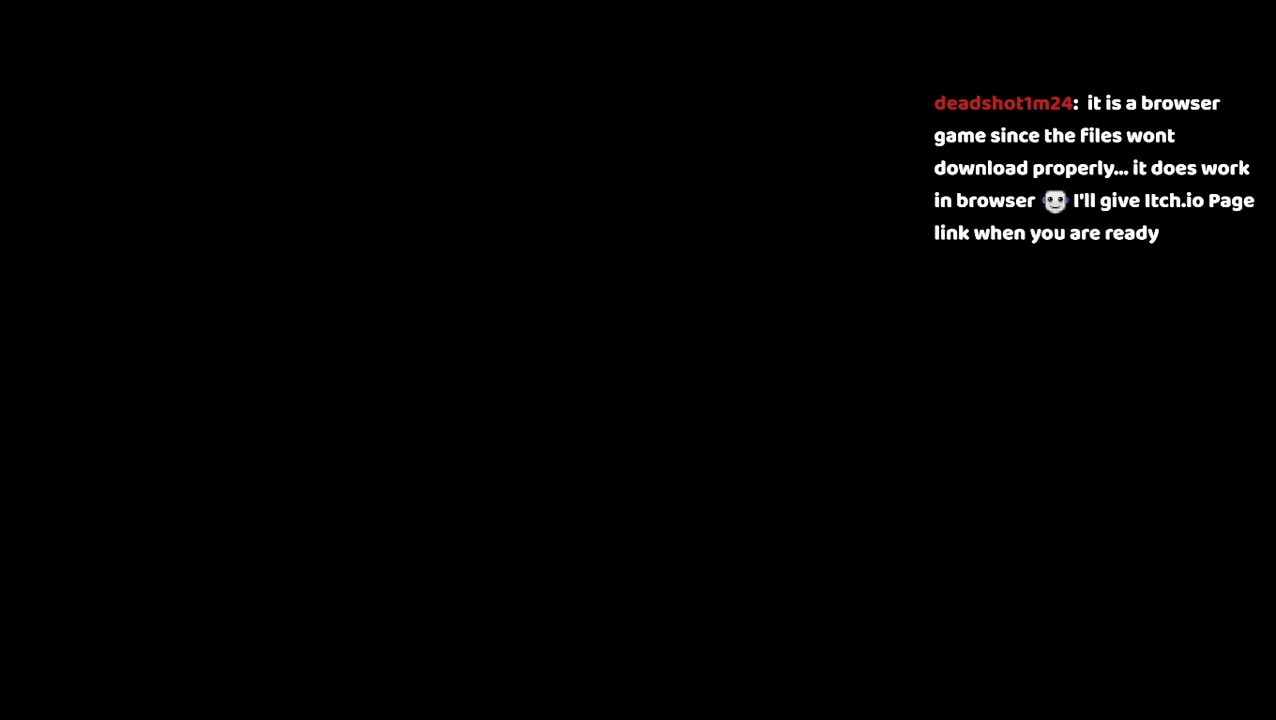 deadshot1m24: it is a browser
game since the files wont
download properly... it does work
in browser I'll give Itch.io Page
link when you are ready